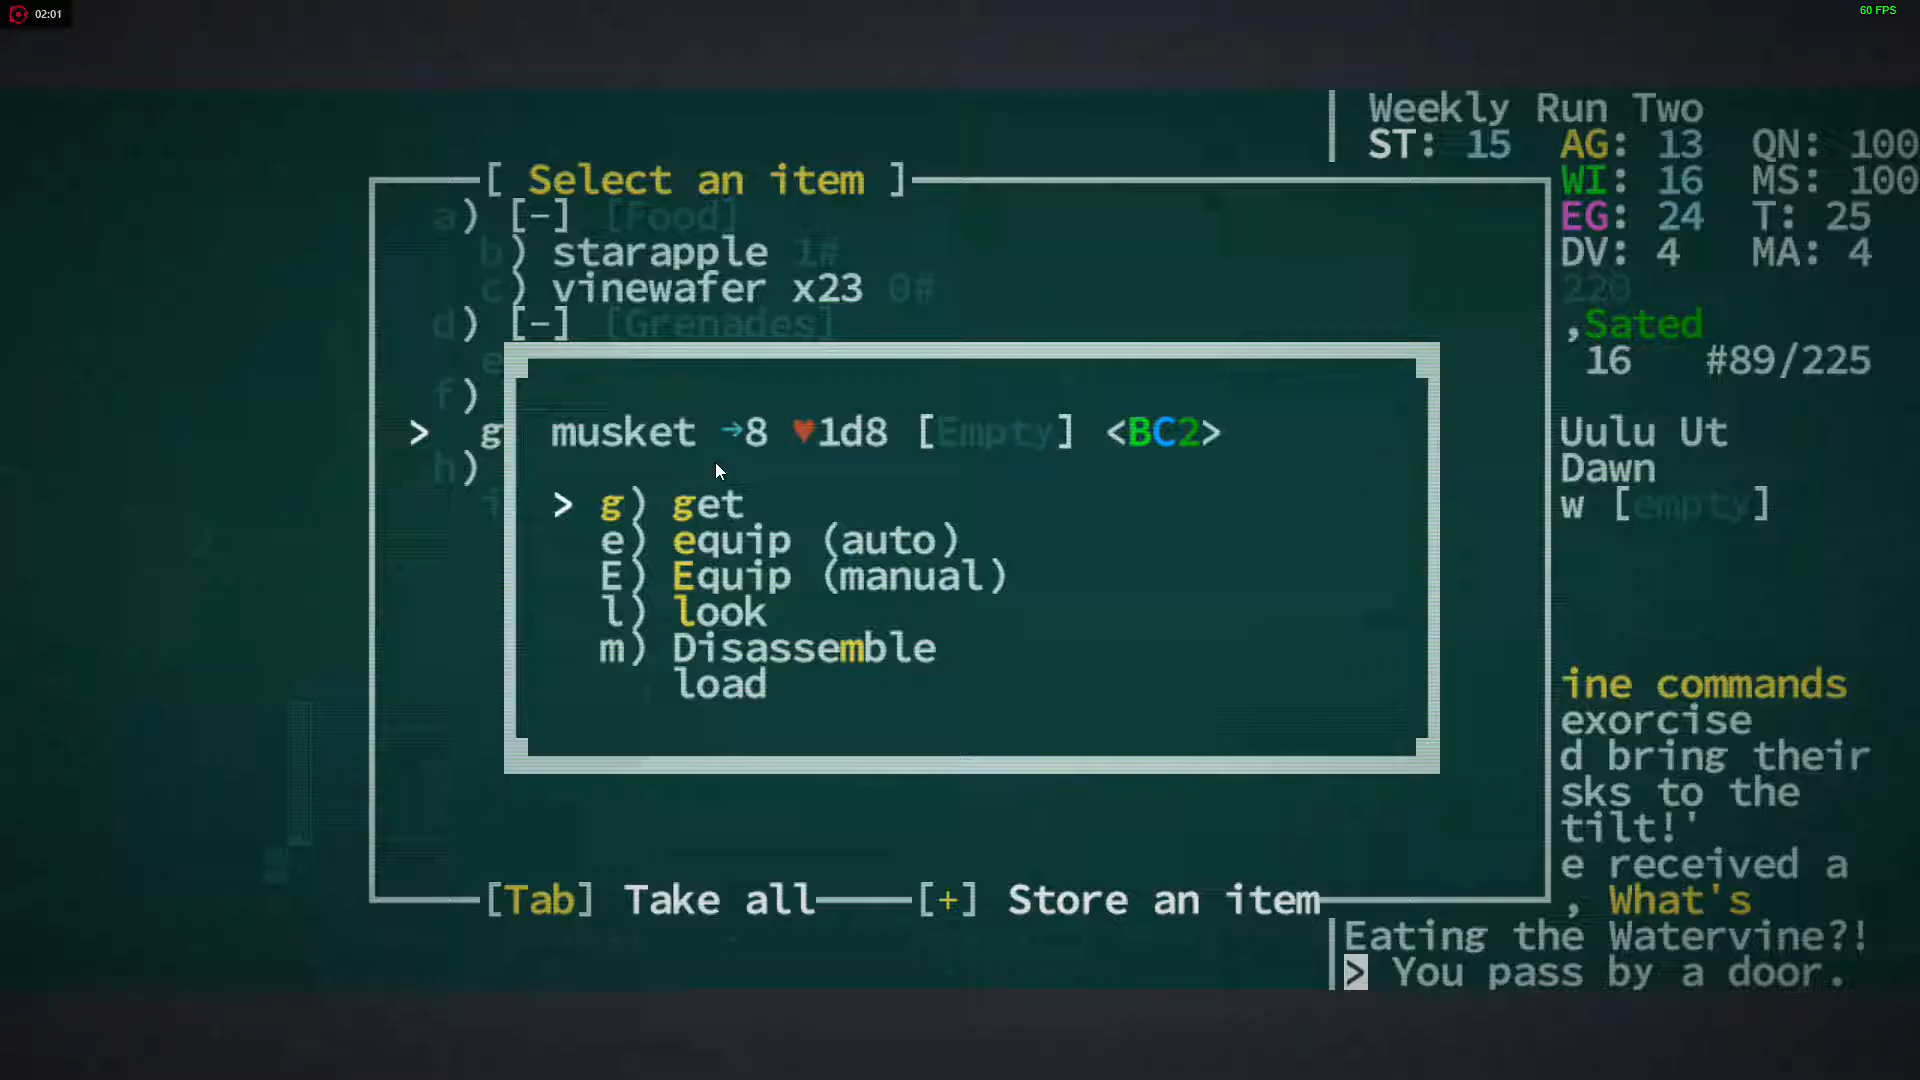 02:01
60 FPS
Weekly Run Two
ST: 15 AG: 13 QN: 100
[ Select an item ] WI: 16 MS: 100
a) [-] [Food] EG: 24 T: 25
b) starapple 1# DV: 4 MA: 4
c) vinewafer x23 0# 220
d) [-] [Grenades] ,Sated
e 16 #89/225
f)
> g musket →8 ♥1d8 [Empty] <BC2> Uulu Ut
h) Dawn
i > g) get w [empty]
e) equip (auto)
E) Equip (manual)
l) look
m) Disassemble
load ine commands
exorcise
d bring their
sks to the
tilt!'
e received a
[Tab] Take all [+] Store an item , What's
Eating the Watervine?!
> You pass by a door.